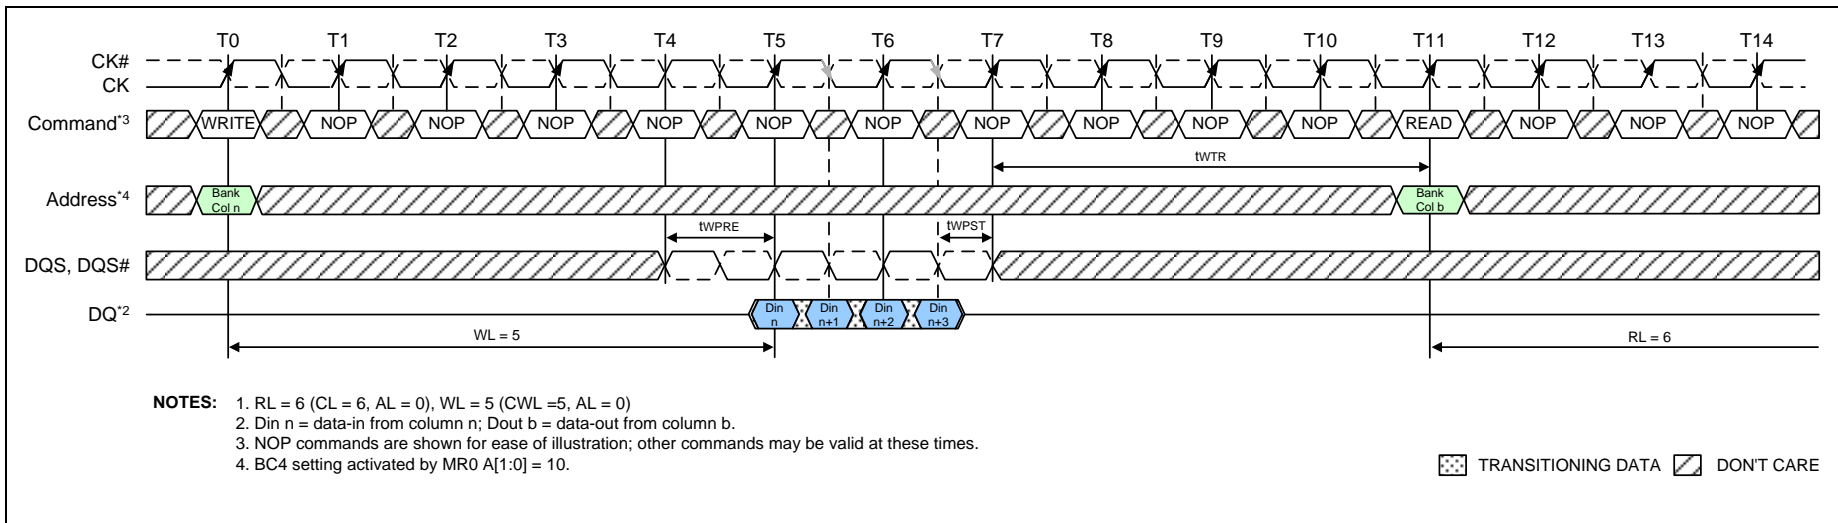 T0 T1 T2 T3 T4 T5 T6 T7 T8 T9 T10 T11 T12 T13 T14
CK#
CK
Command*3 WRITE NOP NOP NOP NOP NOP NOP NOP NOP NOP NOP READ NOP NOP NOP
tWTR
Address*4 Bank Col n Bank Col b
tWPRE tWPST
DQS, DQS#
DQ*2 Din n Din n+1 Din n+2 Din n+3
WL = 5 RL = 6
NOTES: 1. RL = 6 (CL = 6, AL = 0), WL = 5 (CWL =5, AL = 0)
2. Din n = data-in from column n; Dout b = data-out from column b.
3. NOP commands are shown for ease of illustration; other commands may be valid at these times.
4. BC4 setting activated by MR0 A[1:0] = 10.
TRANSITIONING DATA DON'T CARE